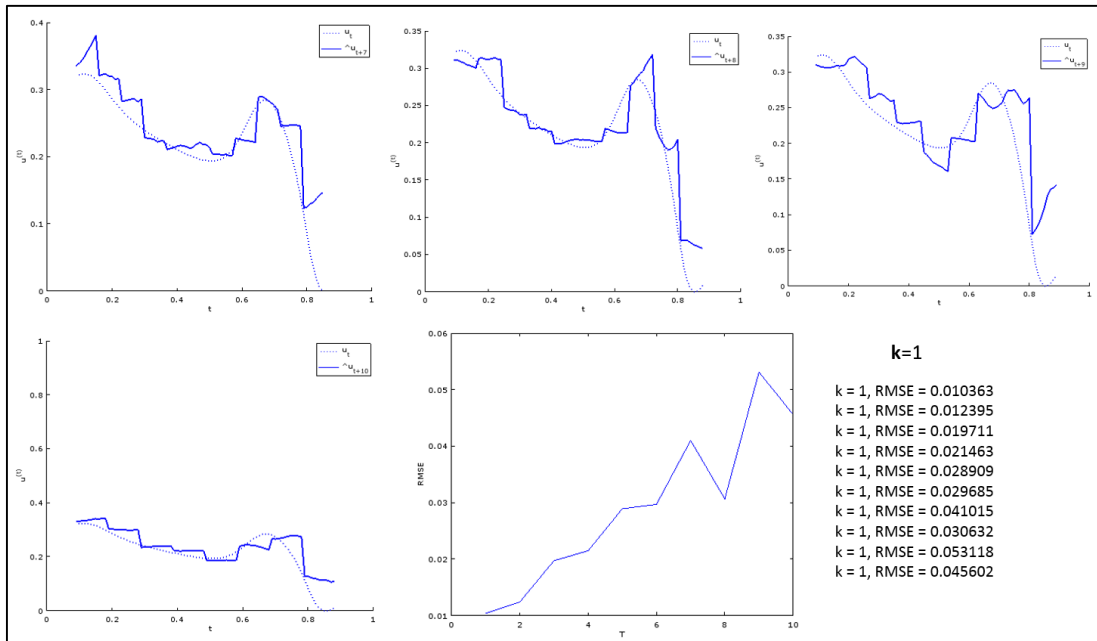 0.4
0.3
0.2
0.1
0
0 0.2 0.4 0.6 0.8 1
u^(t)
t
u_t
^u_{t+7}
0.35
0.3
0.25
0.2
0.15
0.1
0.05
0
0 0.2 0.4 0.6 0.8 1
u^(t)
t
u_t
^u_{t+8}
0.35
0.3
0.25
0.2
0.15
0.1
0.05
0
0 0.2 0.4 0.6 0.8 1
u^(t)
t
u_t
^u_{t+9}
1
0.8
0.6
0.4
0.2
0
0 0.2 0.4 0.6 0.8 1
u^(t)
t
u_t
^u_{t+10}
0.06
0.05
0.04
0.03
0.02
0.01
0 2 4 6 8 10
RMSE
T
k=1
k = 1, RMSE = 0.010363
k = 1, RMSE = 0.012395
k = 1, RMSE = 0.019711
k = 1, RMSE = 0.021463
k = 1, RMSE = 0.028909
k = 1, RMSE = 0.029685
k = 1, RMSE = 0.041015
k = 1, RMSE = 0.030632
k = 1, RMSE = 0.053118
k = 1, RMSE = 0.045602